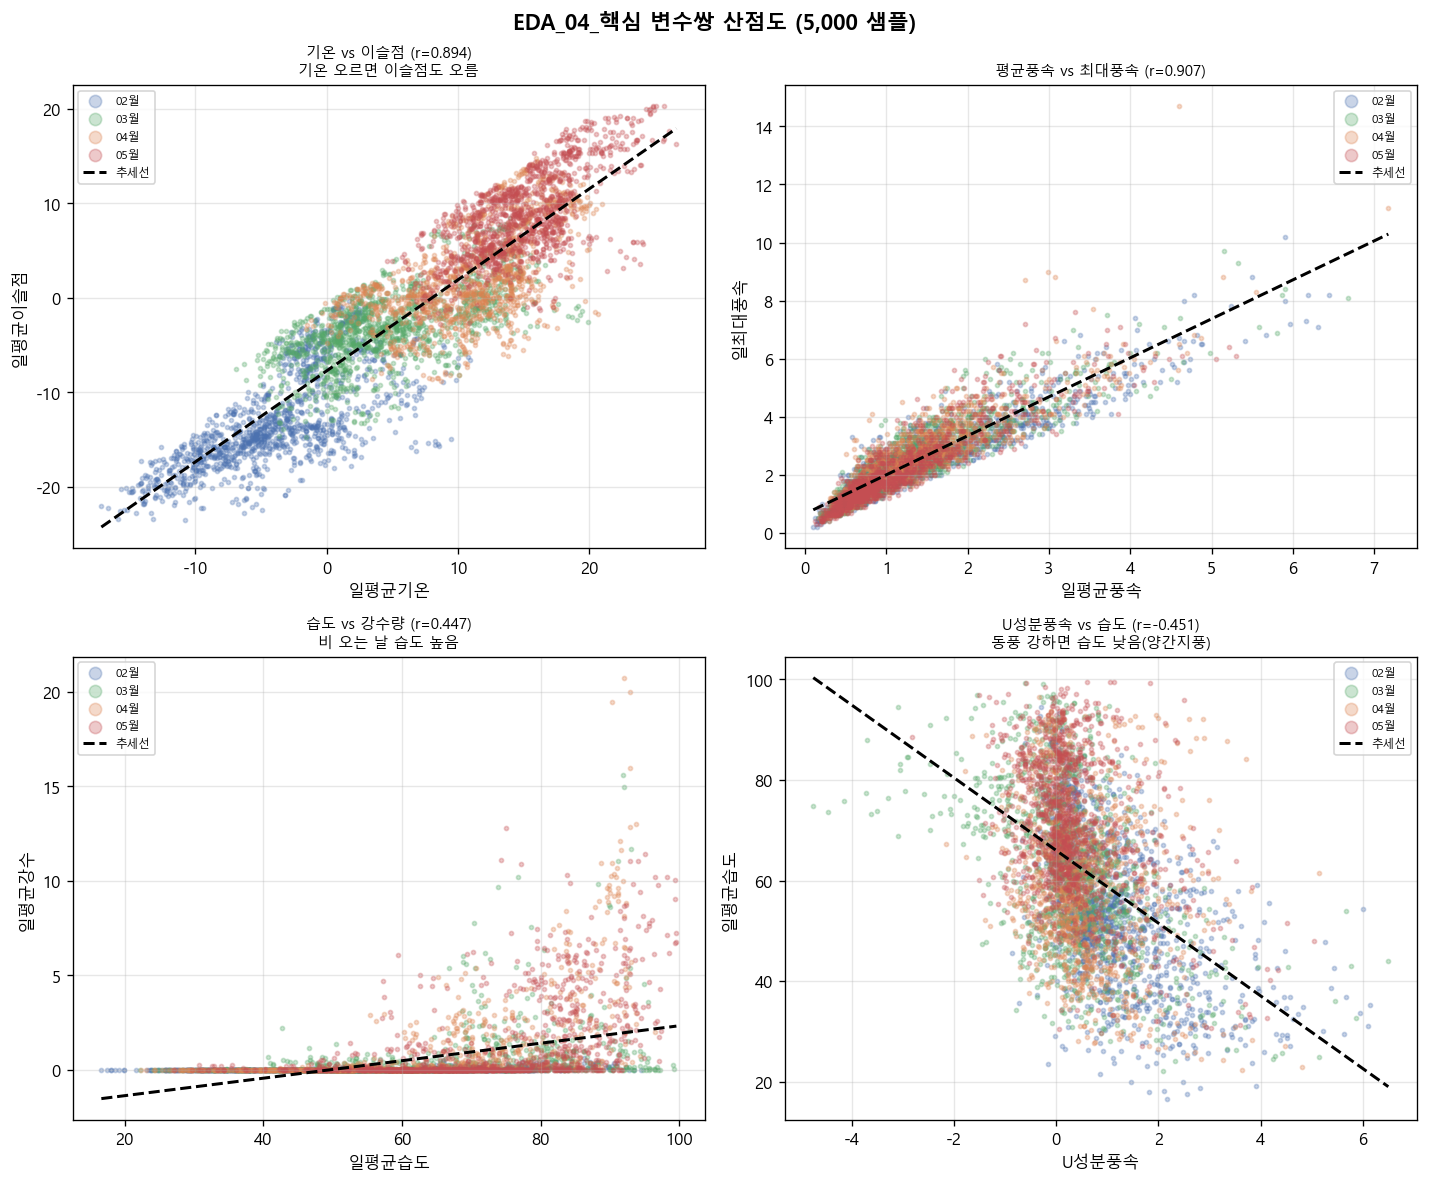 EDA_04_핵심 변수쌍 산점도 (5,000 샘플)
기온 vs 이슬점 (r=0.894)
기온 오르면 이슬점도 오름
02월
03월
04월
05월
추세선
20
10
0
-10
-20
일평균이슬점
-10
0
10
20
일평균기온
평균풍속 vs 최대풍속 (r=0.907)
02월
03월
04월
05월
추세선
14
12
10
8
6
4
2
0
일최대풍속
0
1
2
3
4
5
6
7
일평균풍속
습도 vs 강수량 (r=0.447)
비 오는 날 습도 높음
02월
03월
04월
05월
추세선
20
15
10
5
0
일평균강수
20
40
60
80
100
일평균습도
U성분풍속 vs 습도 (r=-0.451)
동풍 강하면 습도 낮음(양간지풍)
02월
03월
04월
05월
추세선
100
80
60
40
20
일평균습도
-4
-2
0
2
4
6
U성분풍속